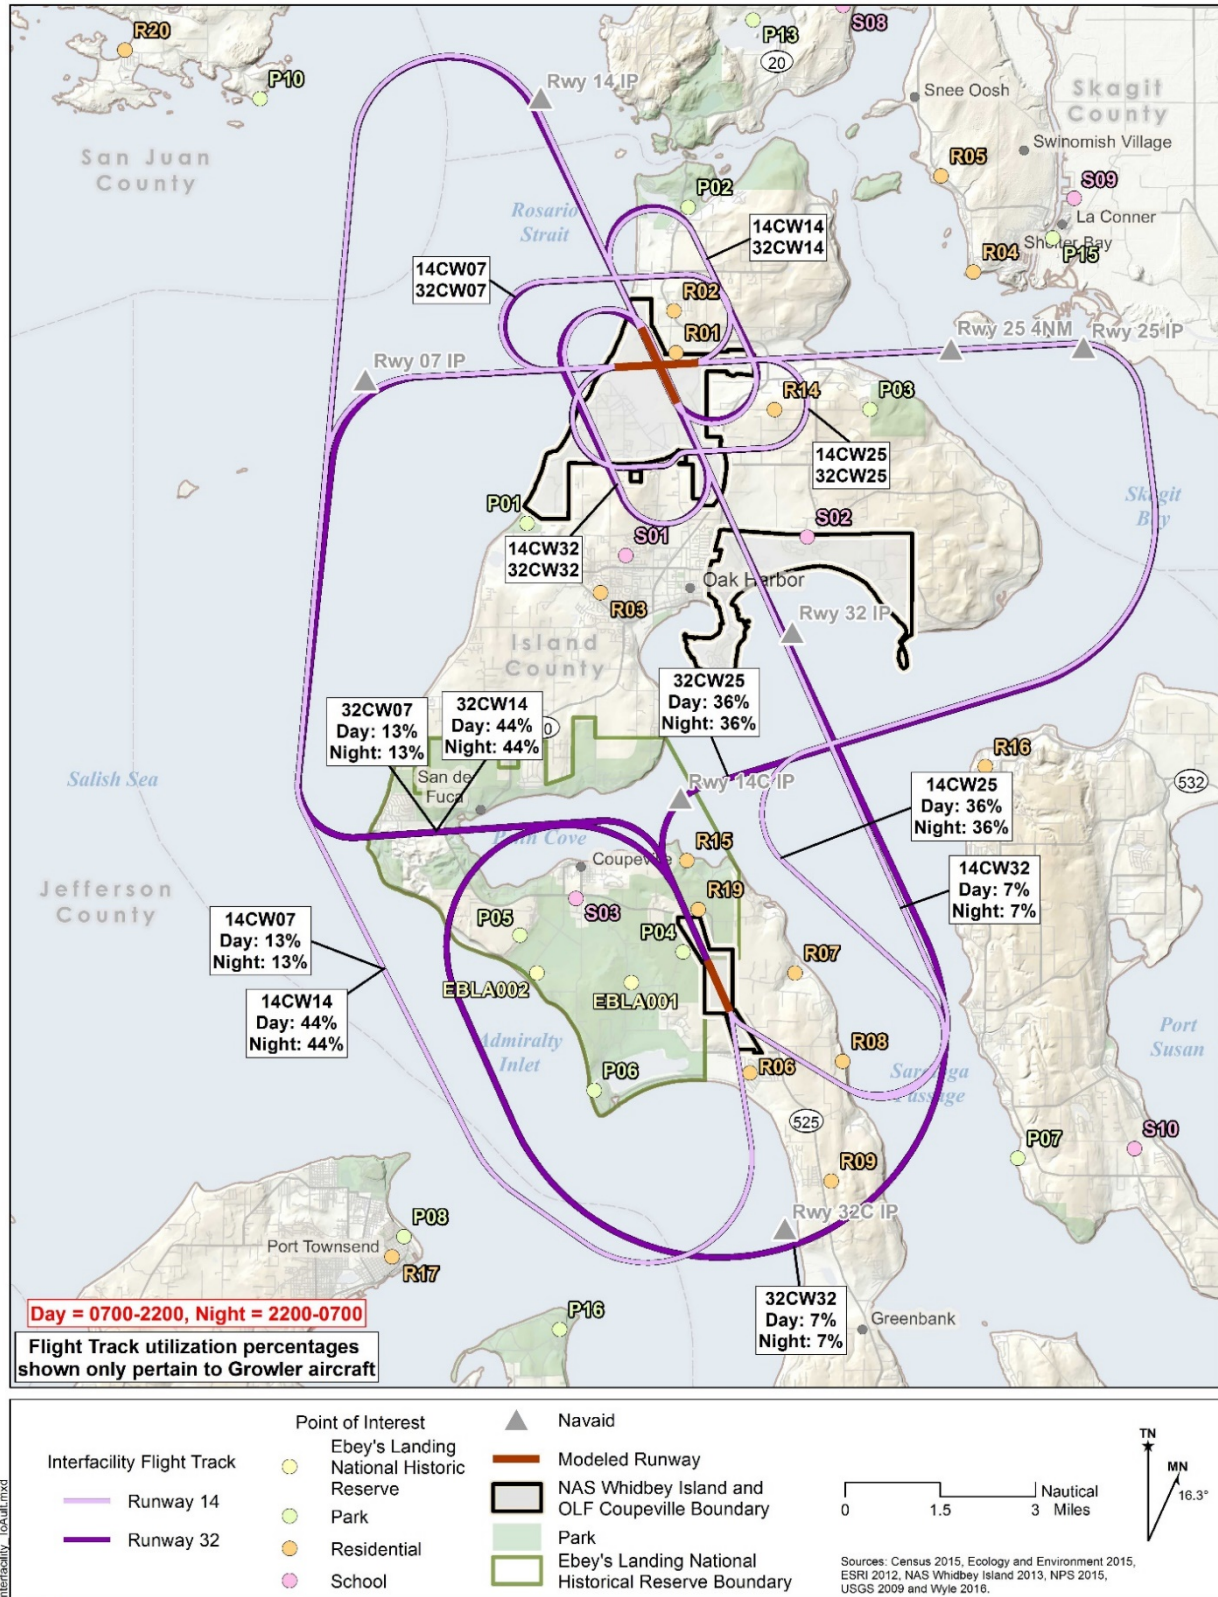 R20
P10
Rwy 14 IP
P13
20
S08
Snee Oosh
Skagit
County
Swinomish Village
San Juan
County
R05
S09
La Conner
Shelter Bay
P15
R04
P02
Rosario
Strait
14CW14
32CW14
14CW07
32CW07
R02
R01
Rwy 07 IP
Rwy 25 4NM
Rwy 25 IP
R14
P03
14CW25
32CW25
Skagit
Bay
P01
S01
S02
14CW32
32CW32
Oak Harbor
R03
Rwy 32 IP
Island
County
32CW25
Day: 36%
Night: 36%
32CW07
Day: 13%
Night: 13%
32CW14
Day: 44%
Night: 44%
0
Salish Sea
San de
Fuca
Rwy 14C IP
R16
532
14CW25
Day: 36%
Night: 36%
Penn Cove
Coupeville
R15
14CW32
Day: 7%
Night: 7%
Jefferson
County
S03
R19
14CW07
Day: 13%
Night: 13%
P05
P04
EBLA002
EBLA001
R07
14CW14
Day: 44%
Night: 44%
Admiralty
Inlet
Port
Susan
P06
R06
R08
Saratoga
Passage
525
P07
S10
R09
Rwy 32C IP
P08
Port Townsend
R17
Day = 0700-2200, Night = 2200-0700
P16
32CW32
Day: 7%
Night: 7%
Greenbank
Flight Track utilization percentages
shown only pertain to Growler aircraft
Interfacility Flight Track
Runway 14
Runway 32
Point of Interest
Ebey's Landing
National Historic
Reserve
Park
Residential
School
Navaid
Modeled Runway
NAS Whidbey Island and
OLF Coupeville Boundary
Park
Ebey's Landing National
Historical Reserve Boundary
0 1.5 3
Nautical
Miles
TN
MN
16.3°
Sources: Census 2015, Ecology and Environment 2015,
ESRI 2012, NAS Whidbey Island 2013, NPS 2015,
USGS 2009 and Wyle 2016.